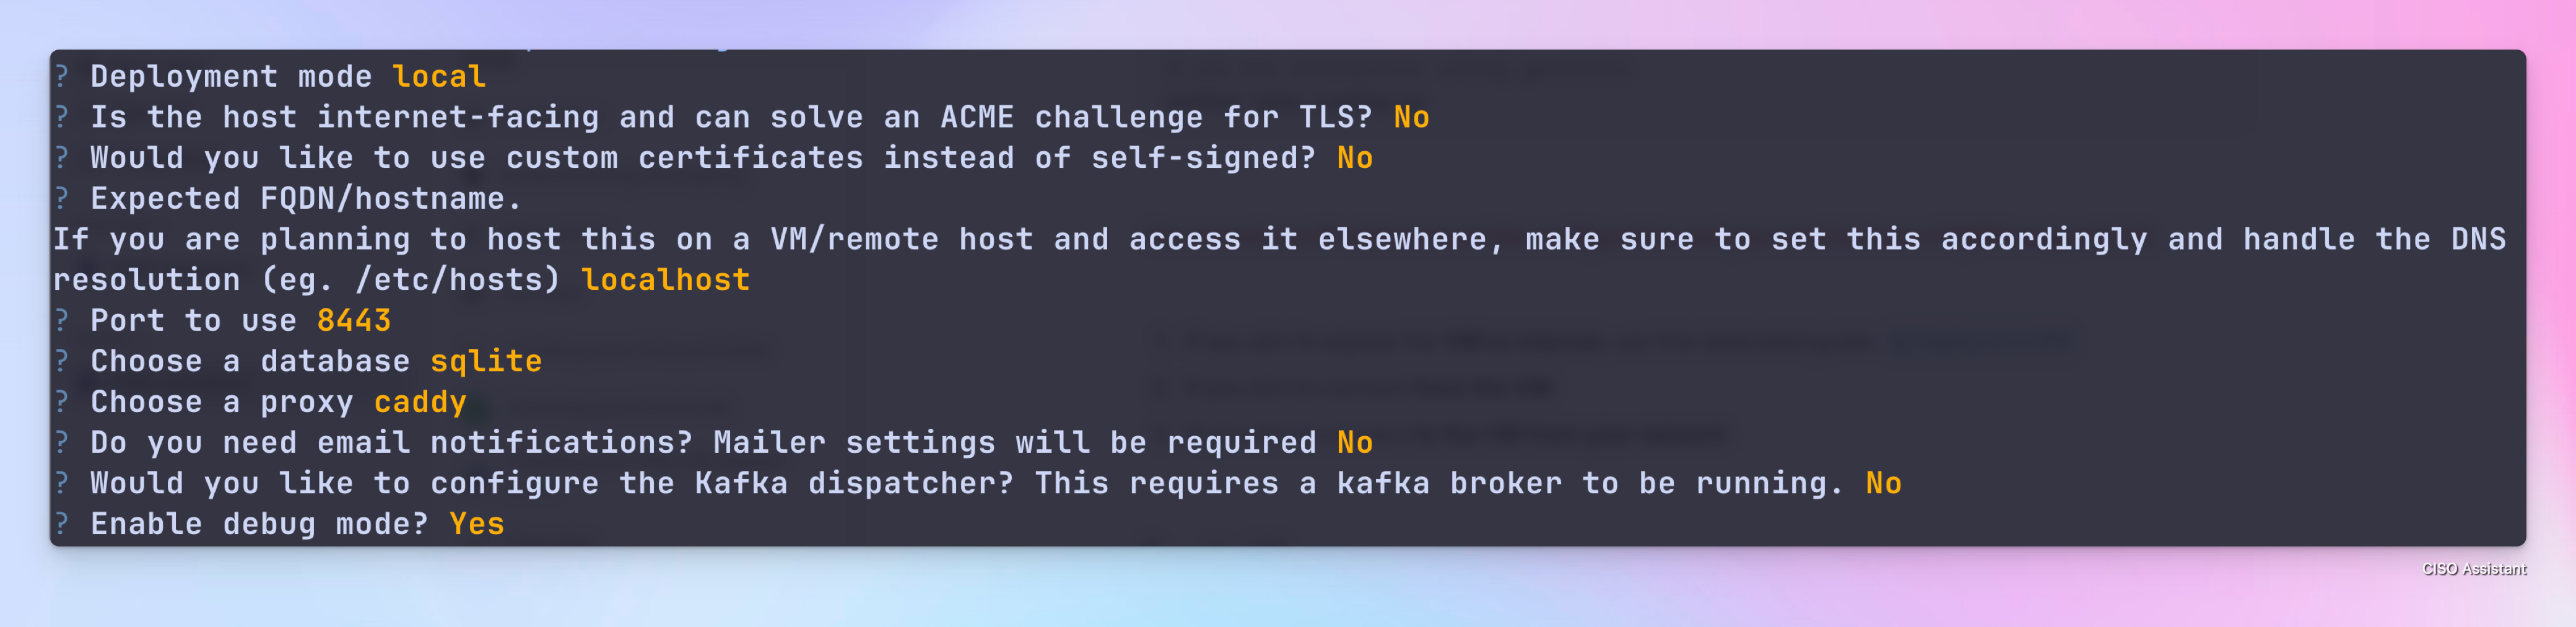 ? Deployment mode local
? Is the host internet-facing and can solve an ACME challenge for TLS? No
? Would you like to use custom certificates instead of self-signed? No
? Expected FQDN/hostname.
If you are planning to host this on a VM/remote host and access it elsewhere, make sure to set this accordingly and handle the DNS
resolution (eg. /etc/hosts) localhost
? Port to use 8443
? Choose a database sqlite
? Choose a proxy caddy
? Do you need email notifications? Mailer settings will be required No
? Would you like to configure the Kafka dispatcher? This requires a kafka broker to be running. No
? Enable debug mode? Yes
CISO Assistant